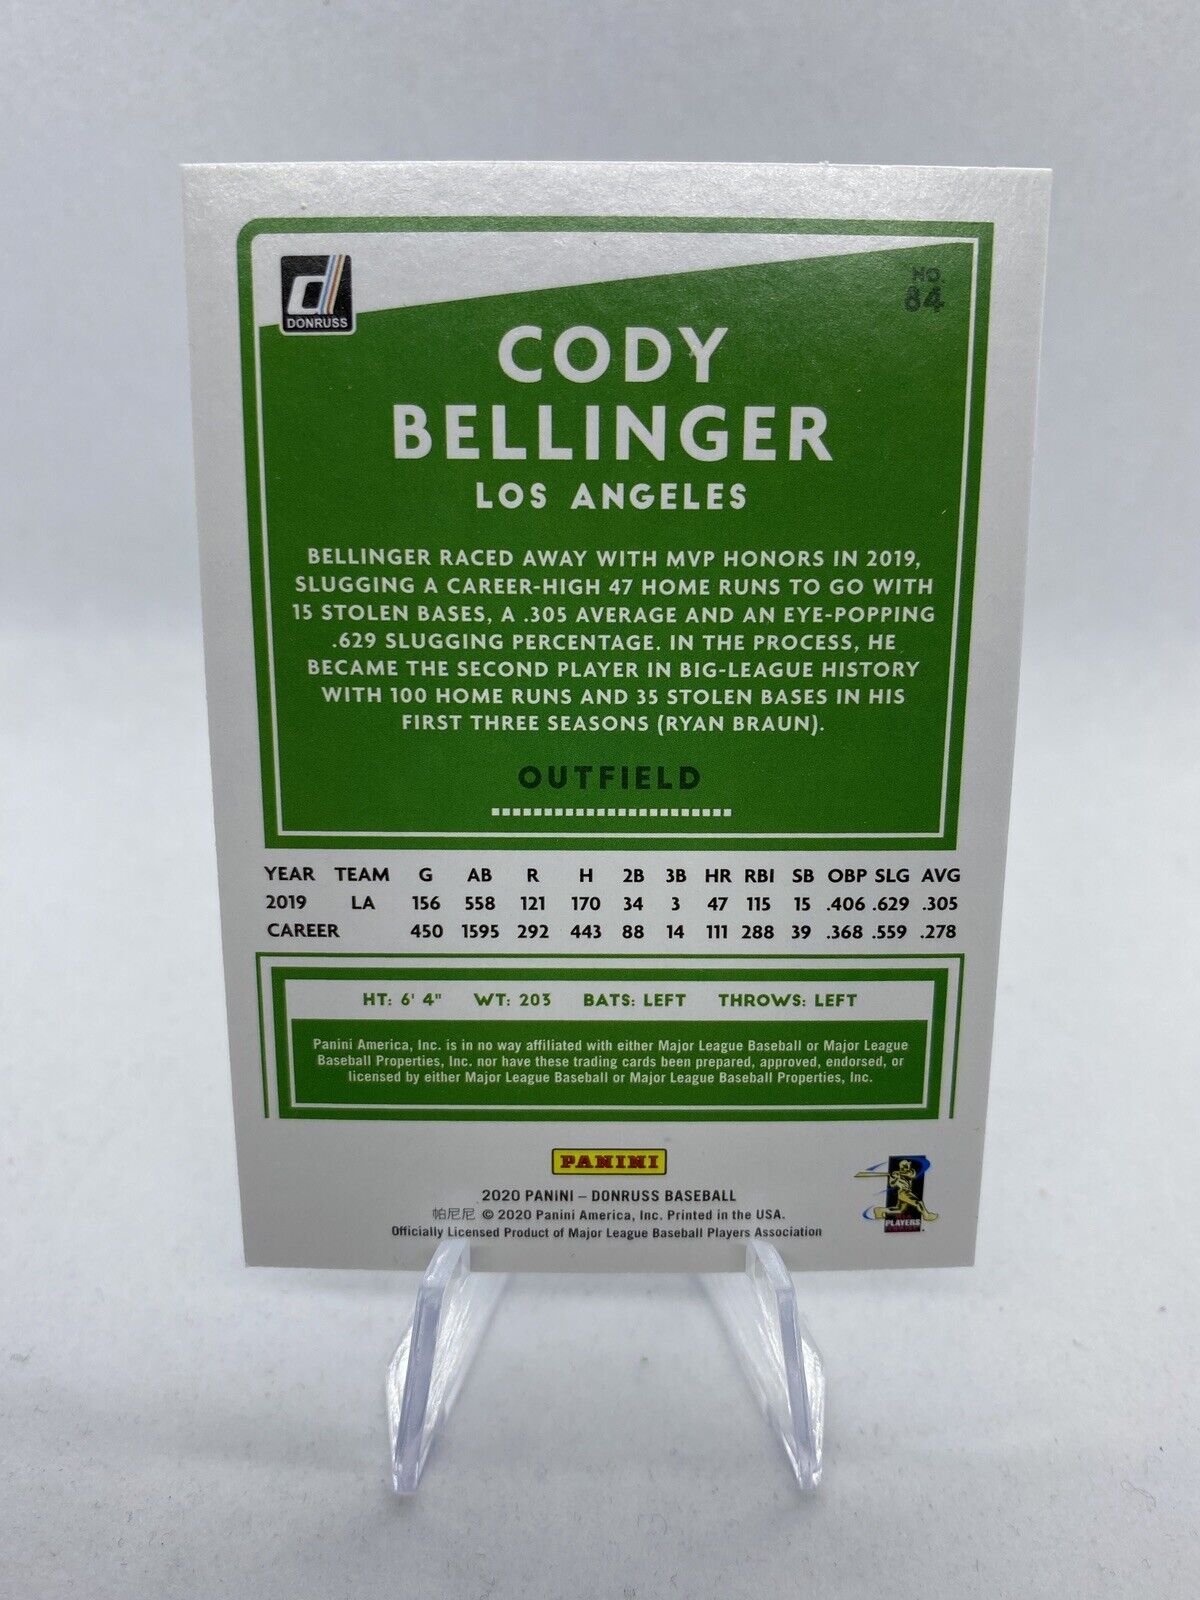 DONRUSS
NO.
84
CODY
BELLINGER
LOS ANGELES
BELLINGER RACED AWAY WITH MVP HONORS IN 2019,
SLUGGING A CAREER-HIGH 47 HOME RUNS TO GO WITH
15 STOLEN BASES, A .305 AVERAGE AND AN EYE-POPPING
.629 SLUGGING PERCENTAGE. IN THE PROCESS, HE
BECAME THE SECOND PLAYER IN BIG-LEAGUE HISTORY
WITH 100 HOME RUNS AND 35 STOLEN BASES IN HIS
FIRST THREE SEASONS (RYAN BRAUN).
OUTFIELD
YEAR TEAM G AB R H 2B 3B HR RBI SB OBP SLG AVG
2019 LA 156 558 121 170 34 3 47 115 15 .406 .629 .305
CAREER 450 1595 292 443 88 14 111 288 39 .368 .559 .278
HT: 6' 4" WT: 203 BATS: LEFT THROWS: LEFT
Panini America, Inc. is in no way affiliated with either Major League Baseball or Major League
Baseball Properties, Inc. nor have these trading cards been prepared, approved, endorsed, or
licensed by either Major League Baseball or Major League Baseball Properties, Inc.
PANINI
2020 PANINI – DONRUSS BASEBALL
帕尼尼 © 2020 Panini America, Inc. Printed in the USA.
Officially Licensed Product of Major League Baseball Players Association
PLAYERS